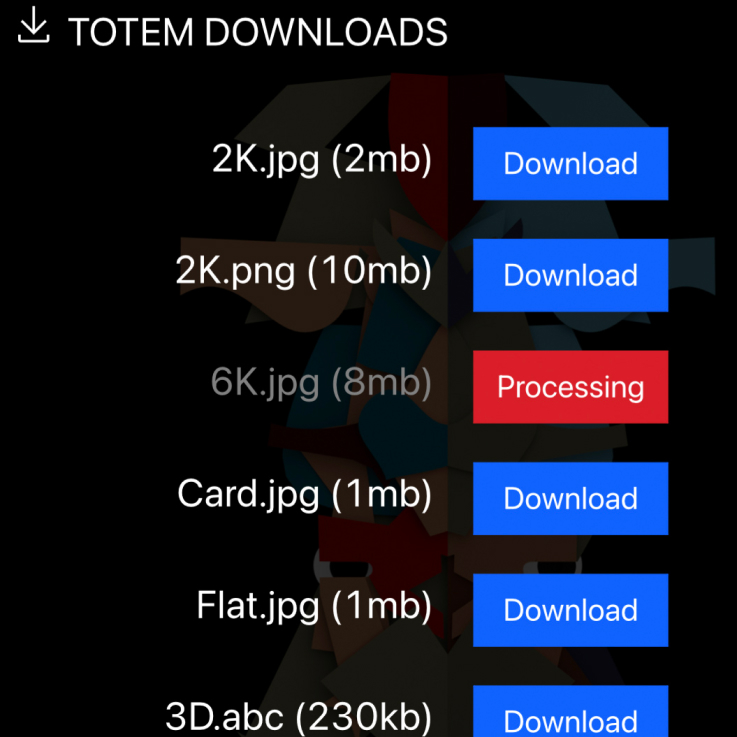 TOTEM DOWNLOADS
2K.jpg (2mb) Download
2K.png (10mb) Download
6K.jpg (8mb) Processing
Card.jpg (1mb) Download
Flat.jpg (1mb) Download
3D.abc (230kb) Download